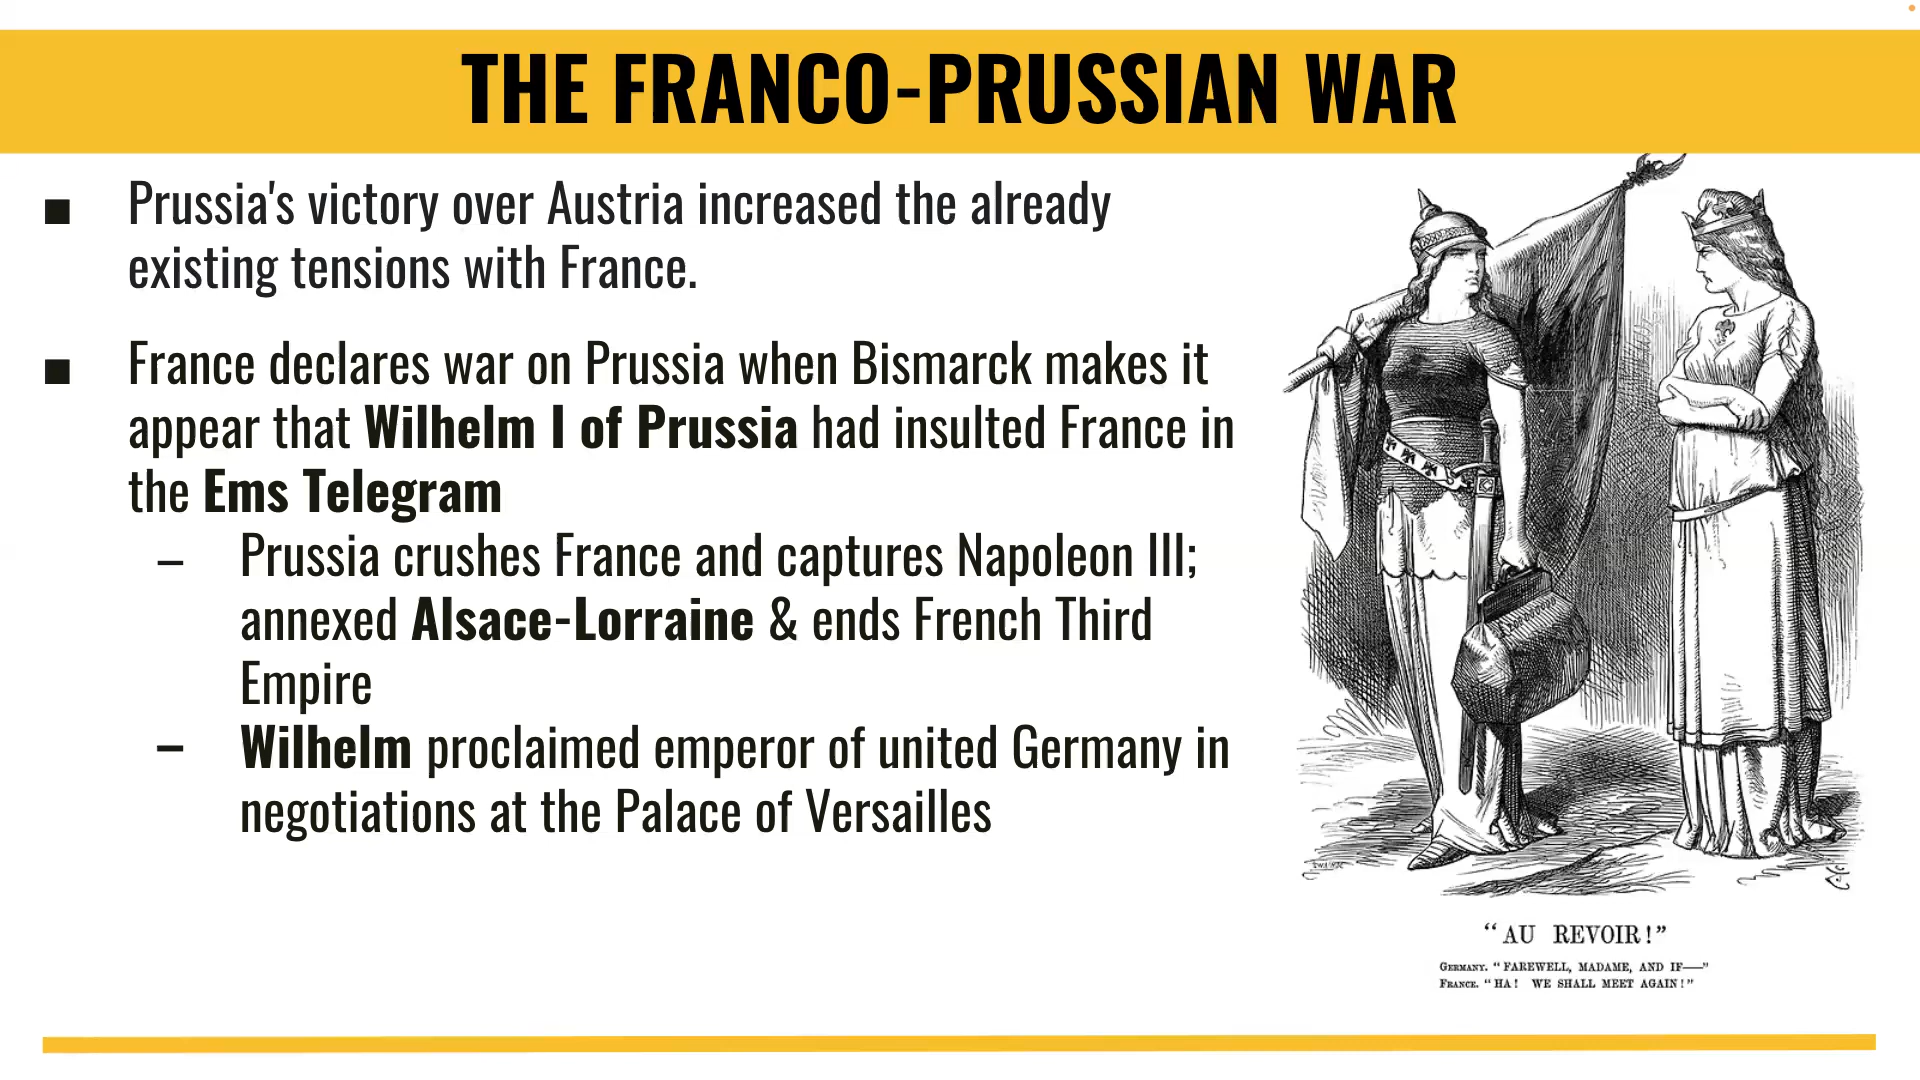 THE FRANCO-PRUSSIAN WAR
■ Prussia's victory over Austria increased the already
existing tensions with France.
■ France declares war on Prussia when Bismarck makes it
appear that Wilhelm I of Prussia had insulted France in
the Ems Telegram
– Prussia crushes France and captures Napoleon III;
annexed Alsace-Lorraine & ends French Third
Empire
– Wilhelm proclaimed emperor of united Germany in
negotiations at the Palace of Versailles
"AU REVOIR!"
GERMANY. "FAREWELL, MADAME, AND IF—"
FRANCE. "HA! WE SHALL MEET AGAIN!"